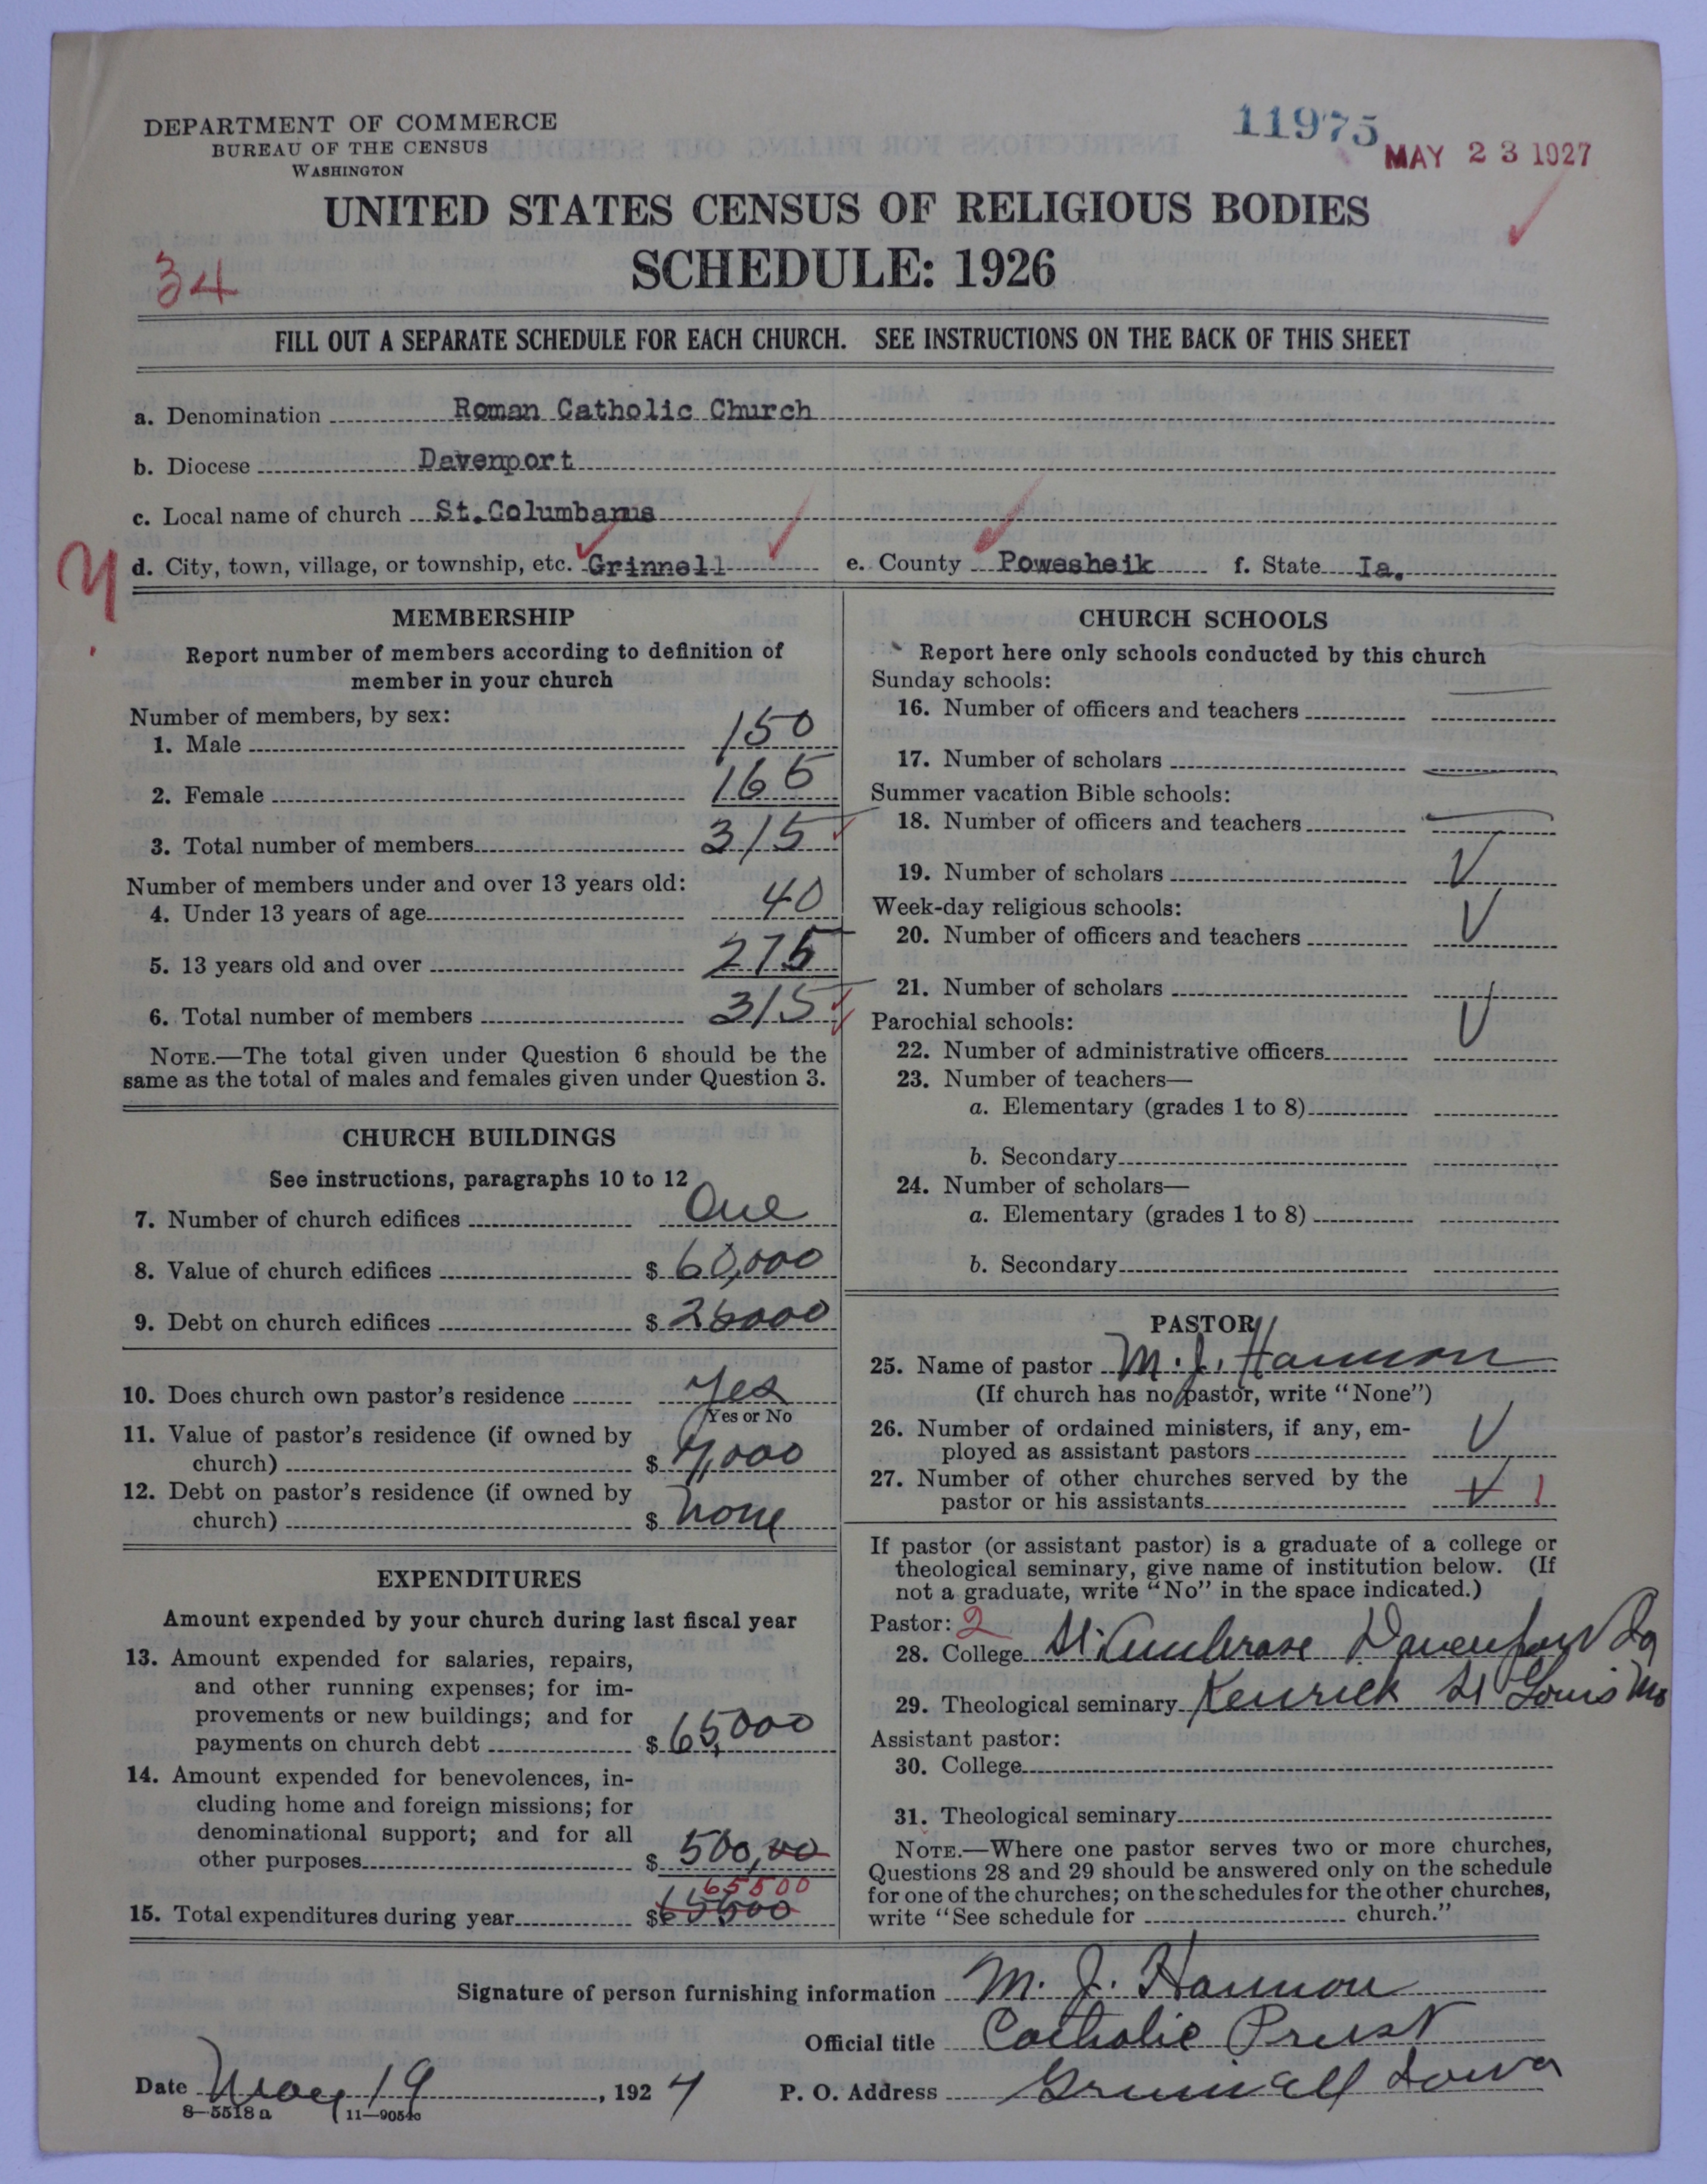 DEPARTMENT OF COMMERCE
BUREAU OF THE CENSUS
WASHINGTON
11975
MAY 23 1927
UNITED STATES CENSUS OF RELIGIOUS BODIES
SCHEDULE: 1926
34
FILL OUT A SEPARATE SCHEDULE FOR EACH CHURCH. SEE INSTRUCTIONS ON THE BACK OF THIS SHEET
a. Denomination Roman Catholic Church
b. Diocese Davenport
c. Local name of church St.Columbanus
d. City, town, village, or township, etc. Grinnell e. County Powesheik f. State Ia.
MEMBERSHIP
Report number of members according to definition of
member in your church
Number of members, by sex:
1. Male 150
2. Female 165
3. Total number of members 315
Number of members under and over 13 years old:
4. Under 13 years of age 40
5. 13 years old and over 275
6. Total number of members 315
NOTE.—The total given under Question 6 should be the
same as the total of males and females given under Question 3.
CHURCH BUILDINGS
See instructions, paragraphs 10 to 12
7. Number of church edifices One
8. Value of church edifices $ 60,000
9. Debt on church edifices $
10. Does church own pastor's residence Yes
Yes or No
11. Value of pastor's residence (if owned by
church) $ 7,000
12. Debt on pastor's residence (if owned by
church) $ none
EXPENDITURES
Amount expended by your church during last fiscal year
13. Amount expended for salaries, repairs,
and other running expenses; for im-
provements or new buildings; and for
payments on church debt $ 65,000
14. Amount expended for benevolences, in-
cluding home and foreign missions; for
denominational support; and for all
other purposes $ 500,00
65500
15. Total expenditures during year $ 65500
CHURCH SCHOOLS
Report here only schools conducted by this church
Sunday schools:
16. Number of officers and teachers
17. Number of scholars
Summer vacation Bible schools:
18. Number of officers and teachers
19. Number of scholars
Week-day religious schools:
20. Number of officers and teachers
21. Number of scholars
Parochial schools:
22. Number of administrative officers
23. Number of teachers—
a. Elementary (grades 1 to 8)
b. Secondary
24. Number of scholars—
a. Elementary (grades 1 to 8)
b. Secondary
PASTOR
25. Name of pastor M. J. Hannon
(If church has no pastor, write "None")
26. Number of ordained ministers, if any, em-
ployed as assistant pastors
27. Number of other churches served by the
pastor or his assistants 1
If pastor (or assistant pastor) is a graduate of a college or
theological seminary, give name of institution below. (If
not a graduate, write "No" in the space indicated.)
Pastor: 2
28. College St. Ambrose Davenport Ia
29. Theological seminary Kenrick St Louis Mo
Assistant pastor:
30. College
31. Theological seminary
NOTE.—Where one pastor serves two or more churches,
Questions 28 and 29 should be answered only on the schedule
for one of the churches; on the schedules for the other churches,
write "See schedule for church."
Signature of person furnishing information M. J. Hannon
Official title Catholic Priest
Date May 19, 1927 P. O. Address Grinnell Iowa
8-5518a 11-9054c